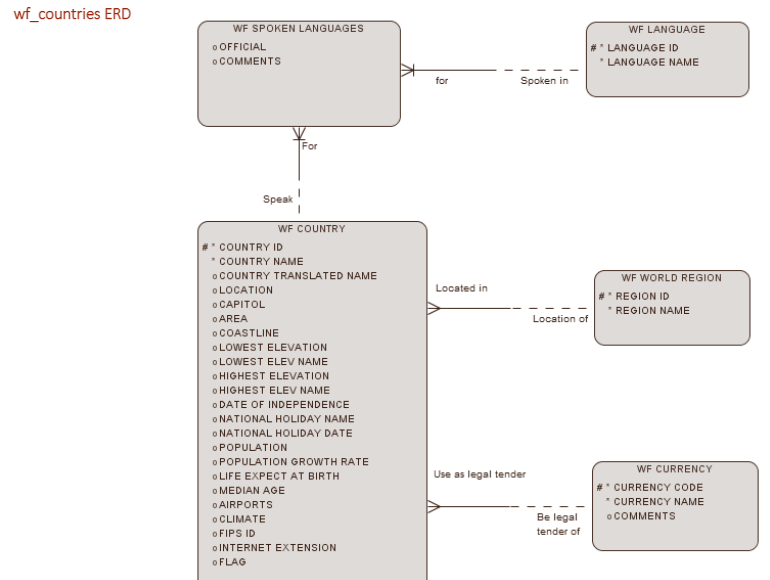 wf_countries ERD
WF SPOKEN LANGUAGES
o OFFICIAL
o COMMENTS
WF LANGUAGE
# * LANGUAGE ID
* LANGUAGE NAME
for
Spoken in
For
Speak
WF COUNTRY
# * COUNTRY ID
* COUNTRY NAME
o COUNTRY TRANSLATED NAME
o LOCATION
o CAPITOL
o AREA
o COASTLINE
o LOWEST ELEVATION
o LOWEST ELEV NAME
o HIGHEST ELEVATION
o HIGHEST ELEV NAME
o DATE OF INDEPENDENCE
o NATIONAL HOLIDAY NAME
o NATIONAL HOLIDAY DATE
o POPULATION
o POPULATION GROWTH RATE
o LIFE EXPECT AT BIRTH
o MEDIAN AGE
o AIRPORTS
o CLIMATE
o FIPS ID
o INTERNET EXTENSION
o FLAG
Located in
Location of
WF WORLD REGION
# * REGION ID
* REGION NAME
Use as legal tender
Be legal
tender of
WF CURRENCY
# * CURRENCY CODE
* CURRENCY NAME
o COMMENTS